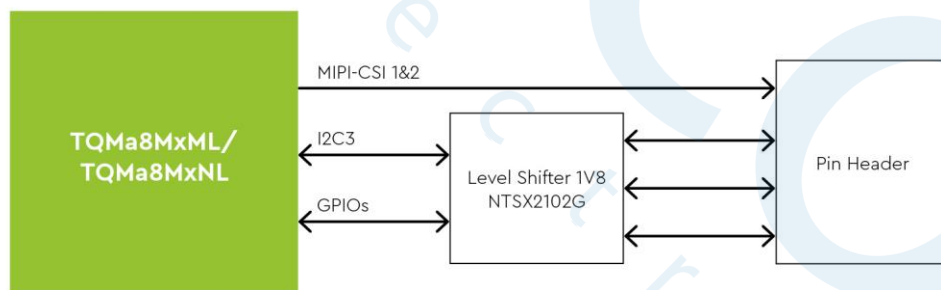 TQMa8MxML/
TQMa8MxNL
MIPI-CSI 1&2
I2C3
GPIOs
Level Shifter 1V8
NTSX2102G
Pin Header
e
c
t
r